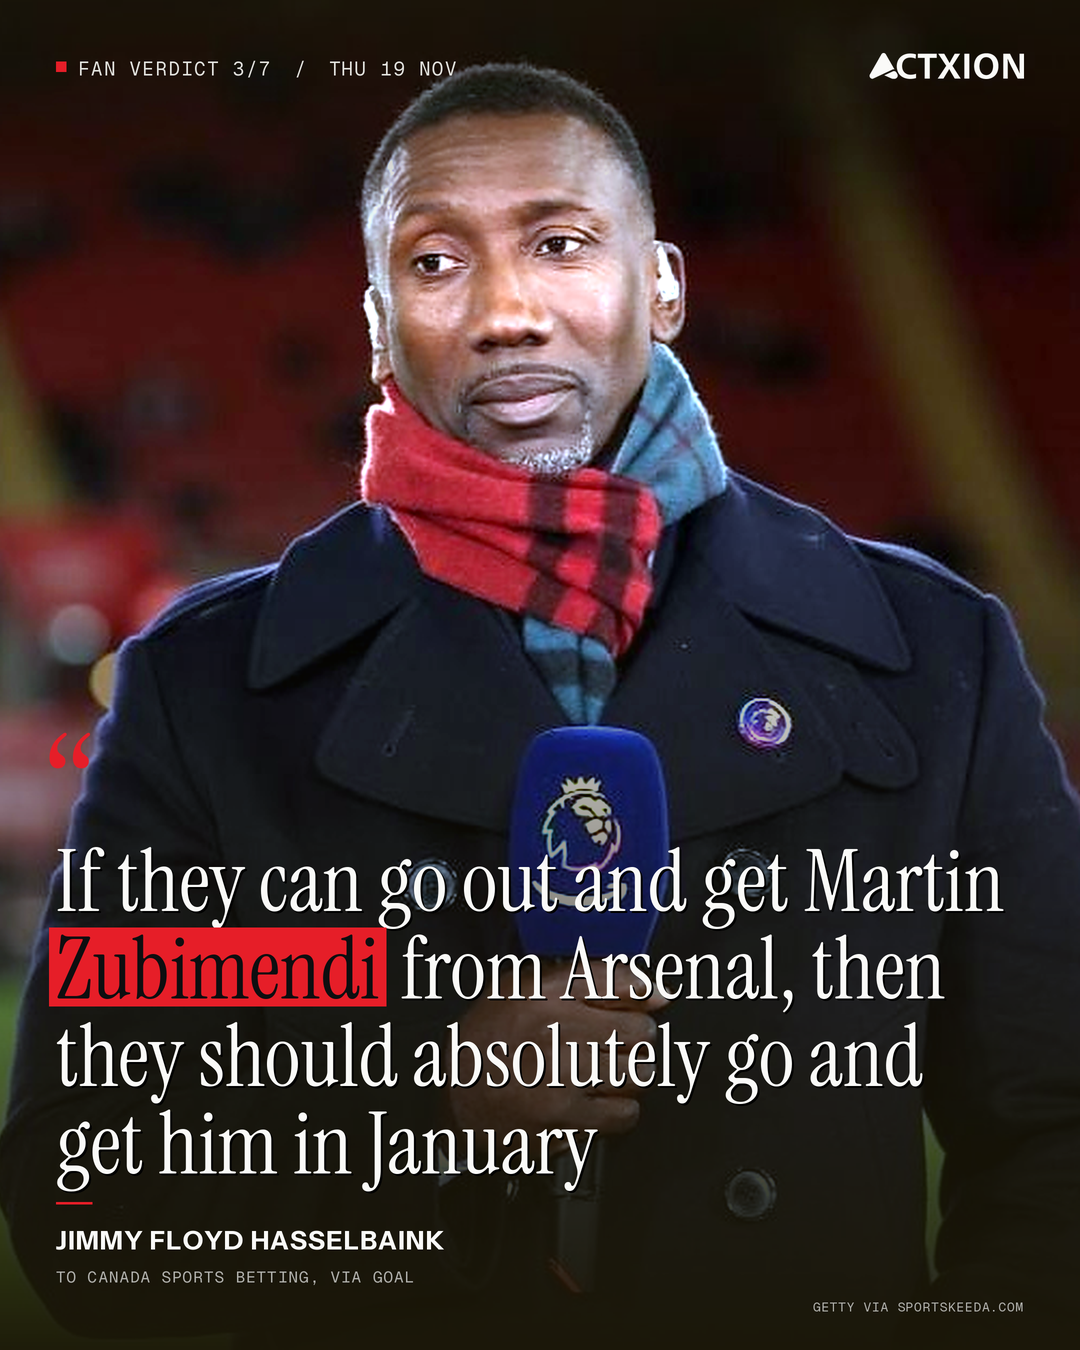 FAN VERDICT 3/7 / THU 19 NOV
ACTXION
“
If they can go out and get Martin
Zubimendi from Arsenal, then
they should absolutely go and
get him in January
JIMMY FLOYD HASSELBAINK
TO CANADA SPORTS BETTING, VIA GOAL
GETTY VIA SPORTSKEEDA.COM